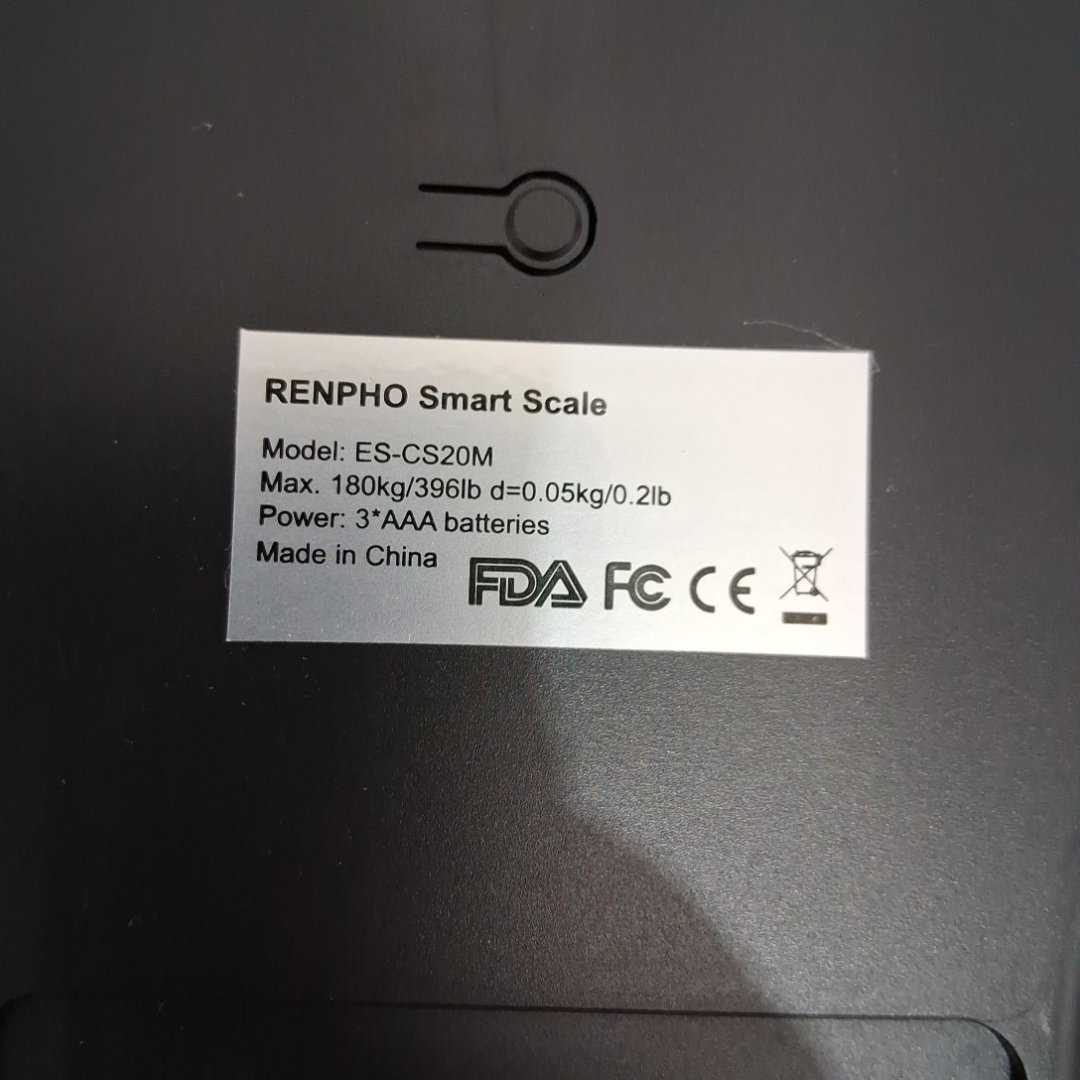 RENPHO Smart Scale
Model: ES-CS20M
Max. 180kg/396lb d=0.05kg/0.2lb
Power: 3*AAA batteries
Made in China
FDA FC CE